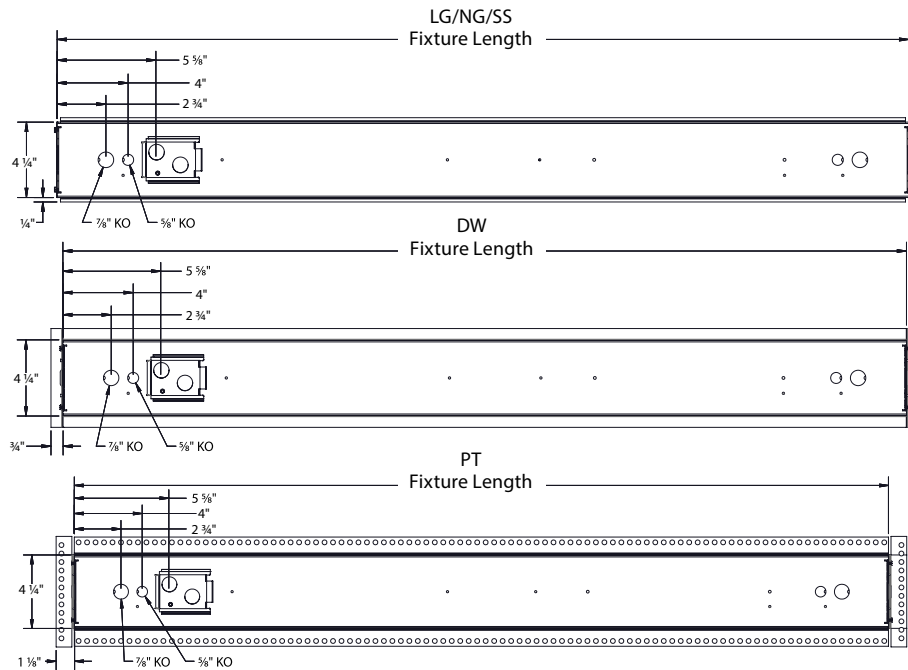 LG/NG/SS
Fixture Length
5 ⅝"
4"
2 ¾"
4 ¼"
¼"
⅞" KO
⅝" KO
DW
Fixture Length
5 ⅝"
4"
2 ¾"
4 ¼"
¾"
⅞" KO
⅝" KO
PT
Fixture Length
5 ⅝"
4"
2 ¾"
4 ¼"
1 ⅛"
⅞" KO
⅝" KO